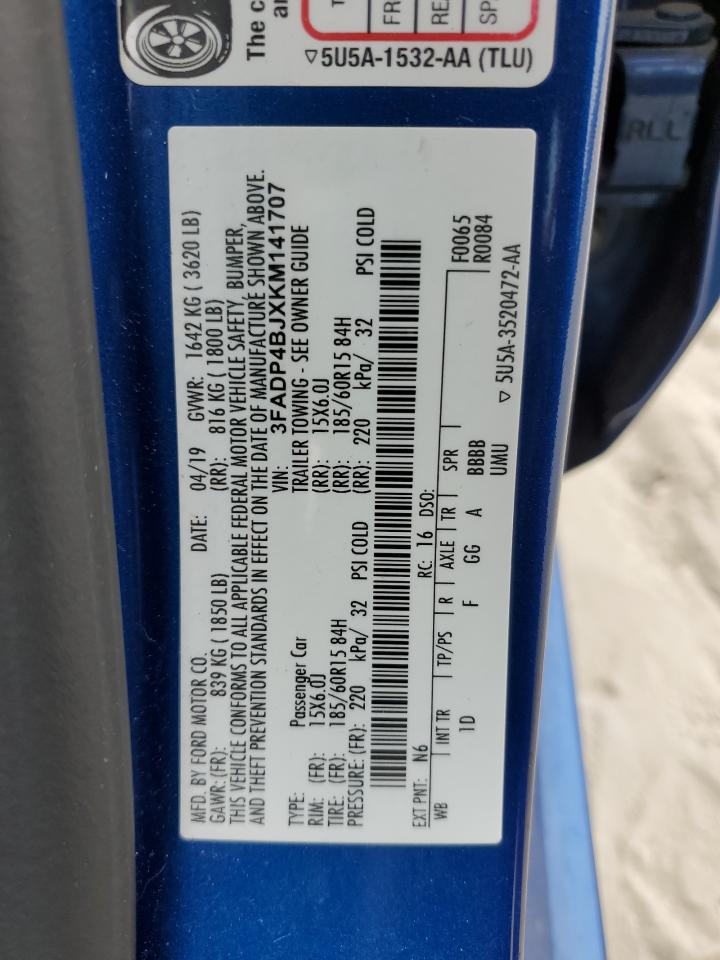 The c
an
T
FR
RE
SP
▽5U5A-1532-AA (TLU)
MFD. BY FORD MOTOR CO. DATE: 04/19 GVWR: 1642 KG ( 3620 LB)
GAWR: (FR): 839 KG ( 1850 LB) (RR): 816 KG ( 1800 LB)
THIS VEHICLE CONFORMS TO ALL APPLICABLE FEDERAL MOTOR VEHICLE SAFETY, BUMPER,
AND THEFT PREVENTION STANDARDS IN EFFECT ON THE DATE OF MANUFACTURE SHOWN ABOVE.
VIN: 3FADP4BJXKM141707
TYPE: Passenger Car TRAILER TOWING - SEE OWNER GUIDE
RIM: (FR): 15X6.0J (RR): 15X6.0J
TIRE: (FR): 185/60R15 84H (RR): 185/60R15 84H
PRESSURE: (FR): 220 kPa/ 32 PSI COLD (RR): 220 kPa/ 32 PSI COLD
EXT PNT: N6 RC: 16 DSO: F0065
WB INT TR TP/PS R AXLE TR SPR R0084
1D F GG A BBBB
UMU ▽ 5U5A-3520472-AA
RLL